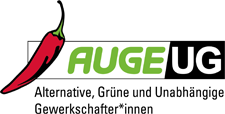 AUGE UG
Alternative, Grüne und Unabhängige
Gewerkschafter*innen